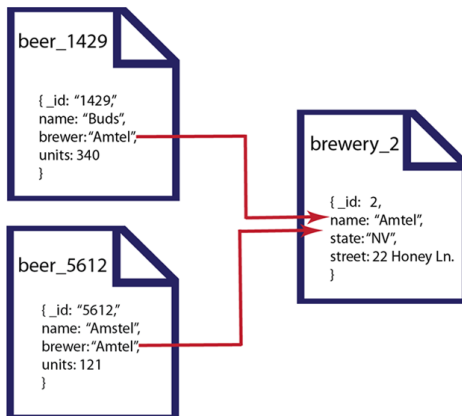 beer_1429
{ _id: “1429,”
name: “Buds”,
brewer:“Amtel”,
units: 340
}
beer_5612
{ _id: “5612,”
name: “Amstel”,
brewer:“Amtel”,
units: 121
}
brewery_2
{ _id: 2,
name: “Amtel”,
state:“NV”,
street: 22 Honey Ln.
}